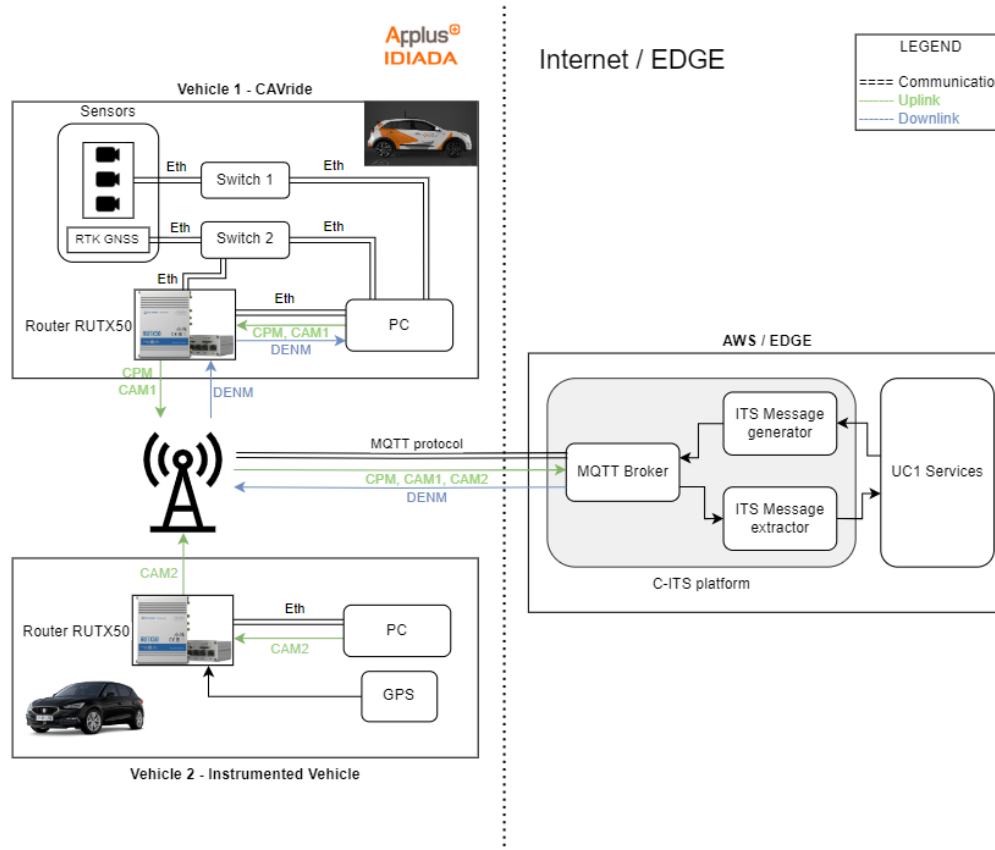 Applus+
IDIADA
Internet / EDGE
LEGEND
Communicatio
Uplink
Downlink
Vehicle 1 - CAVride
Sensors
Eth
Eth
Switch 1
Eth
Eth
RTK GNSS
Switch 2
Eth
Eth
Router RUTX50
RUTX50
PC
CPM, CAM1
DENM
CPM
CAM1
DENM
AWS / EDGE
MQTT protocol
CPM, CAM1, CAM2
DENM
MQTT Broker
ITS Message
generator
ITS Message
extractor
UC1 Services
C-ITS platform
CAM2
Router RUTX50
RUTX50
Eth
CAM2
PC
GPS
Vehicle 2 - Instrumented Vehicle